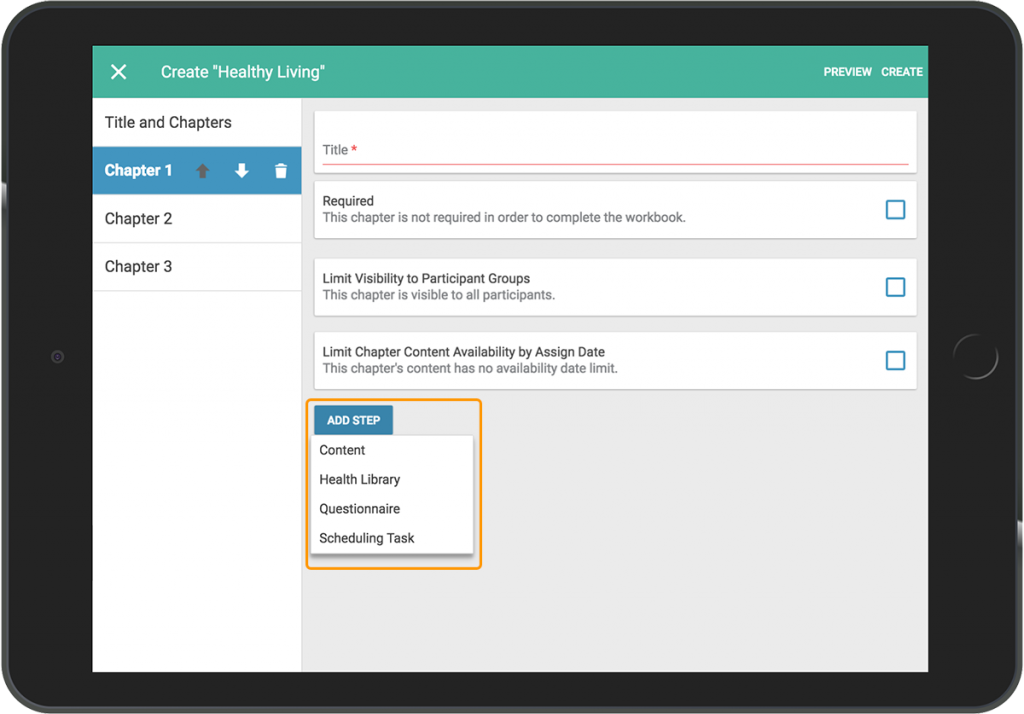 Create "Healthy Living"
PREVIEW CREATE
Title and Chapters
Chapter 1
Chapter 2
Chapter 3
Title *
Required
This chapter is not required in order to complete the workbook.
Limit Visibility to Participant Groups
This chapter is visible to all participants.
Limit Chapter Content Availability by Assign Date
This chapter's content has no availability date limit.
ADD STEP
Content
Health Library
Questionnaire
Scheduling Task